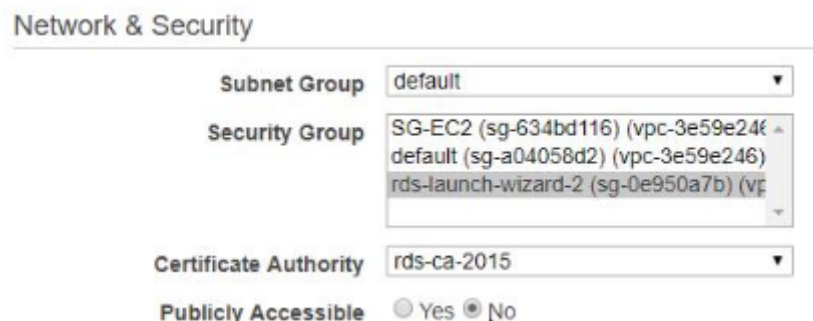 Network & Security
Subnet Group default
Security Group SG-EC2 (sg-634bd116) (vpc-3e59e246
default (sg-a04058d2) (vpc-3e59e246)
rds-launch-wizard-2 (sg-0e950a7b) (vp
Certificate Authority rds-ca-2015
Publicly Accessible Yes No